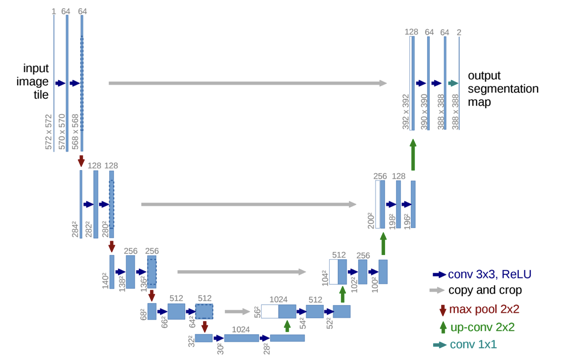 1 64 64
128 64 64 2
input
image
tile
output
segmentation
map
572 x 572
570 x 570
568 x 568
392 x 392
390 x 390
388 x 388
388 x 388
128 128
256 128
284²
282²
280²
200²
198²
196²
256 256
512 256
140²
138²
136²
104²
102²
100²
512 512
1024 512
68²
66²
64²
56²
54²
52²
1024
32²
30²
28²
conv 3x3, ReLU
copy and crop
max pool 2x2
up-conv 2x2
conv 1x1